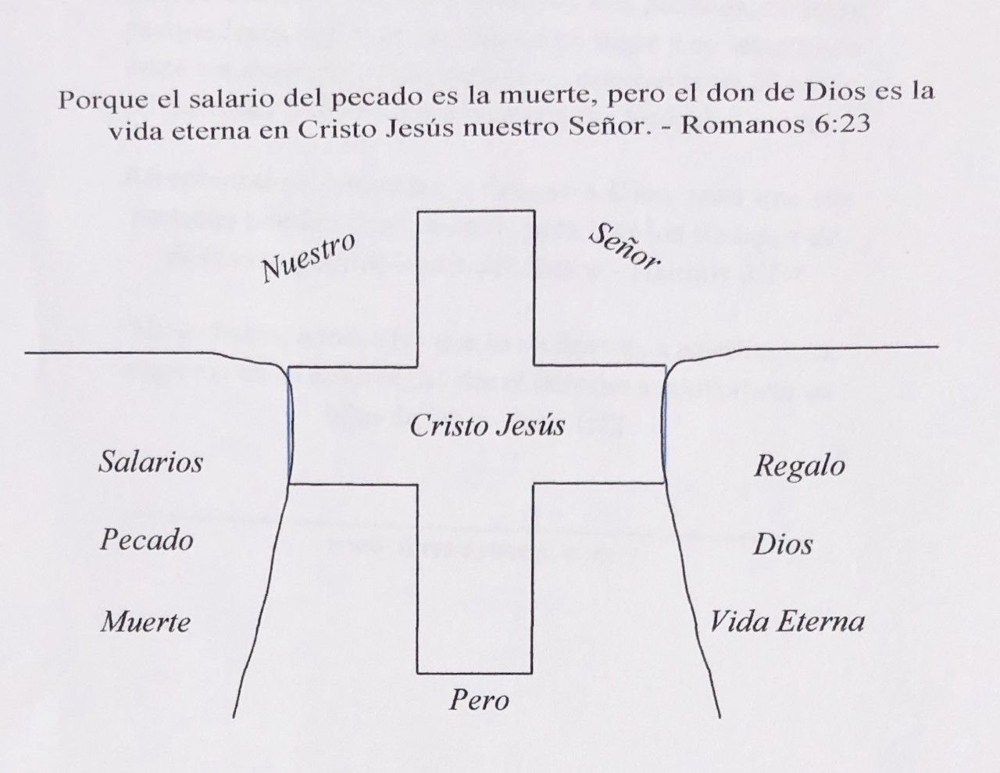 Porque el salario del pecado es la muerte, pero el don de Dios es la
vida eterna en Cristo Jesús nuestro Señor. - Romanos 6:23
Nuestro
Señor
Cristo Jesús
Salarios
Pecado
Muerte
Regalo
Dios
Vida Eterna
Pero